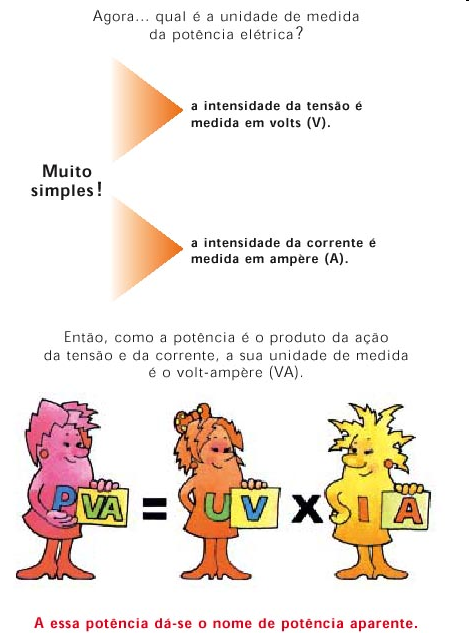 Agora... qual é a unidade de medida
da potência elétrica?
a intensidade da tensão é
medida em volts (V).
Muito
simples!
a intensidade da corrente é
medida em ampère (A).
Então, como a potência é o produto da ação
da tensão e da corrente, a sua unidade de medida
é o volt-ampère (VA).
P VA = U V x I A
A essa potência dá-se o nome de potência aparente.